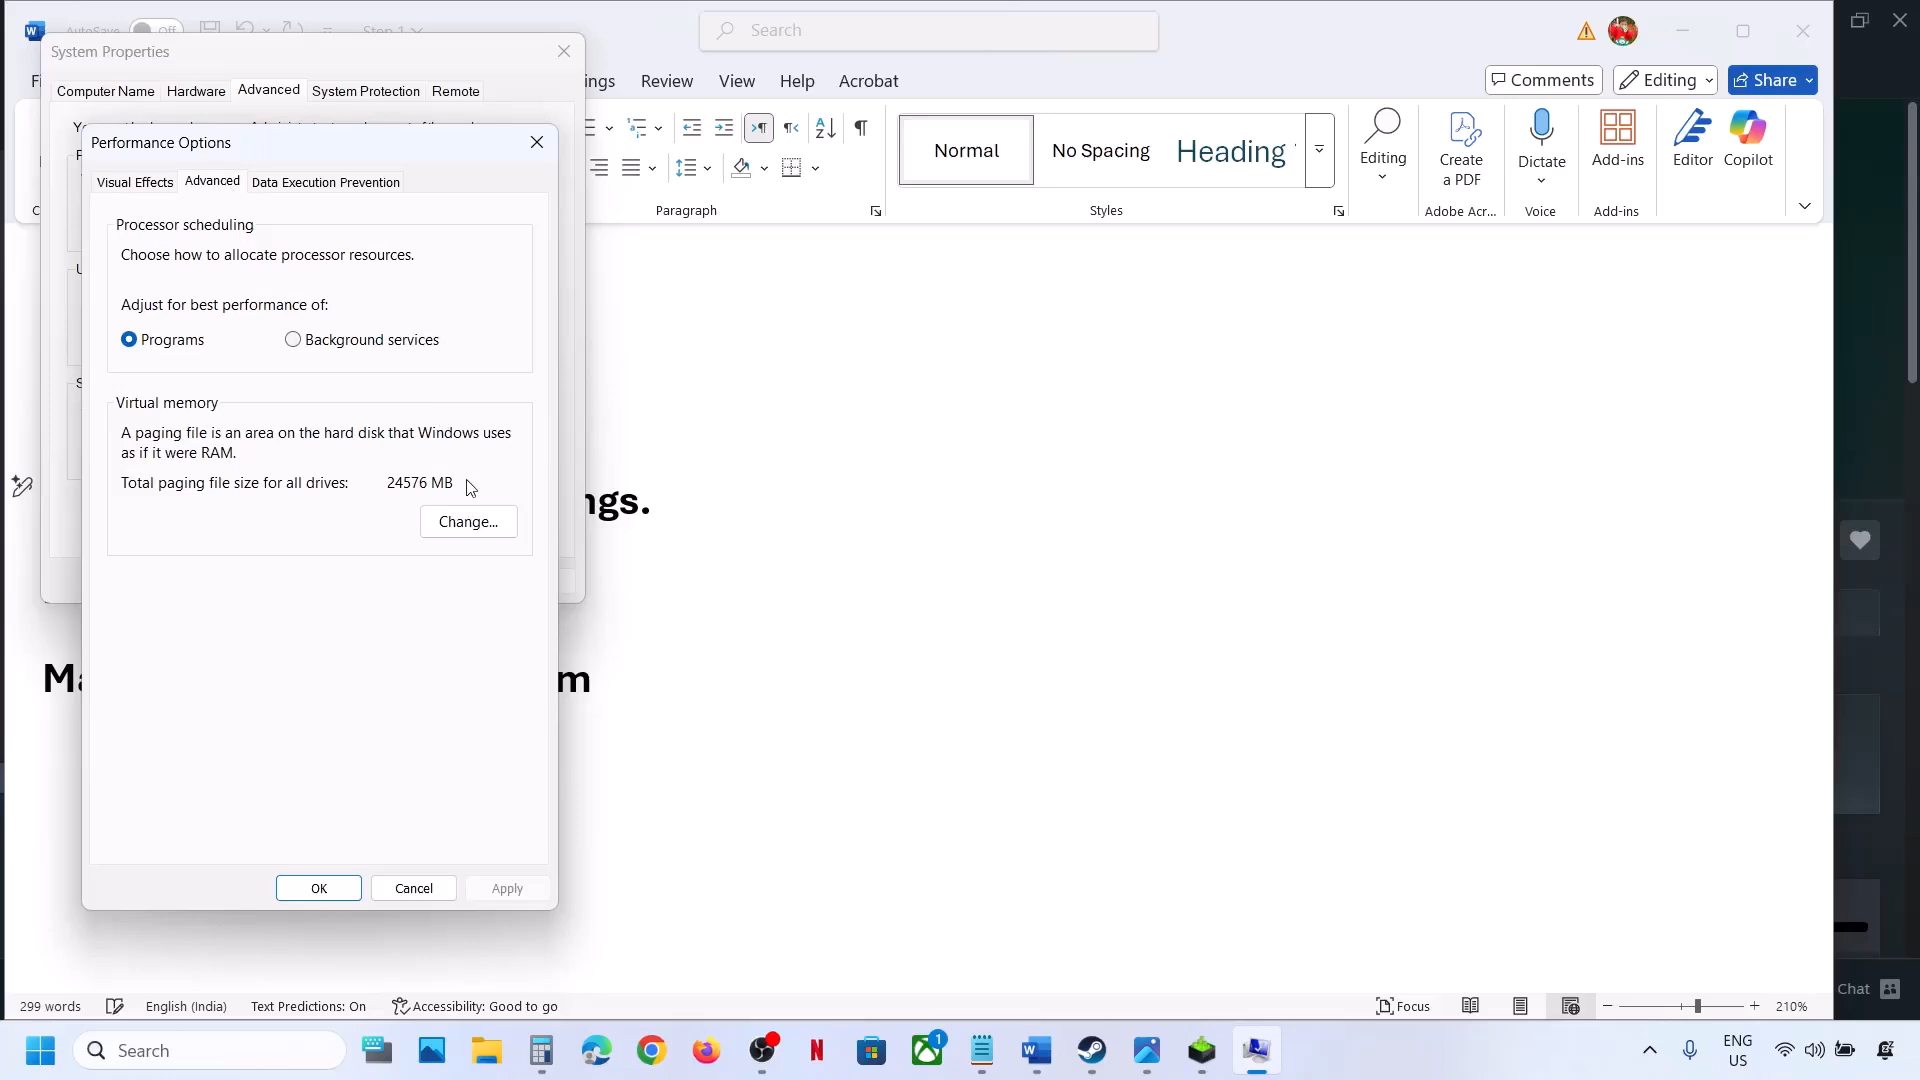 AutoSave Off Step 1
Search
System Properties
Computer Name Hardware Advanced System Protection Remote
ings Review View Help Acrobat
Comments Editing Share
Performance Options
Visual Effects Advanced Data Execution Prevention
Processor scheduling
Choose how to allocate processor resources.
Adjust for best performance of:
Programs Background services
Virtual memory
A paging file is an area on the hard disk that Windows uses
as if it were RAM.
Total paging file size for all drives: 24576 MB
Change...
OK Cancel Apply
Normal No Spacing Heading
Editing
Create
a PDF
Dictate
Add-ins
Editor Copilot
Paragraph Styles Adobe Acr... Voice Add-ins
ngs.
Ma m
299 words English (India) Text Predictions: On Accessibility: Good to go
Focus 210%
Chat
Search
1
ENG
US